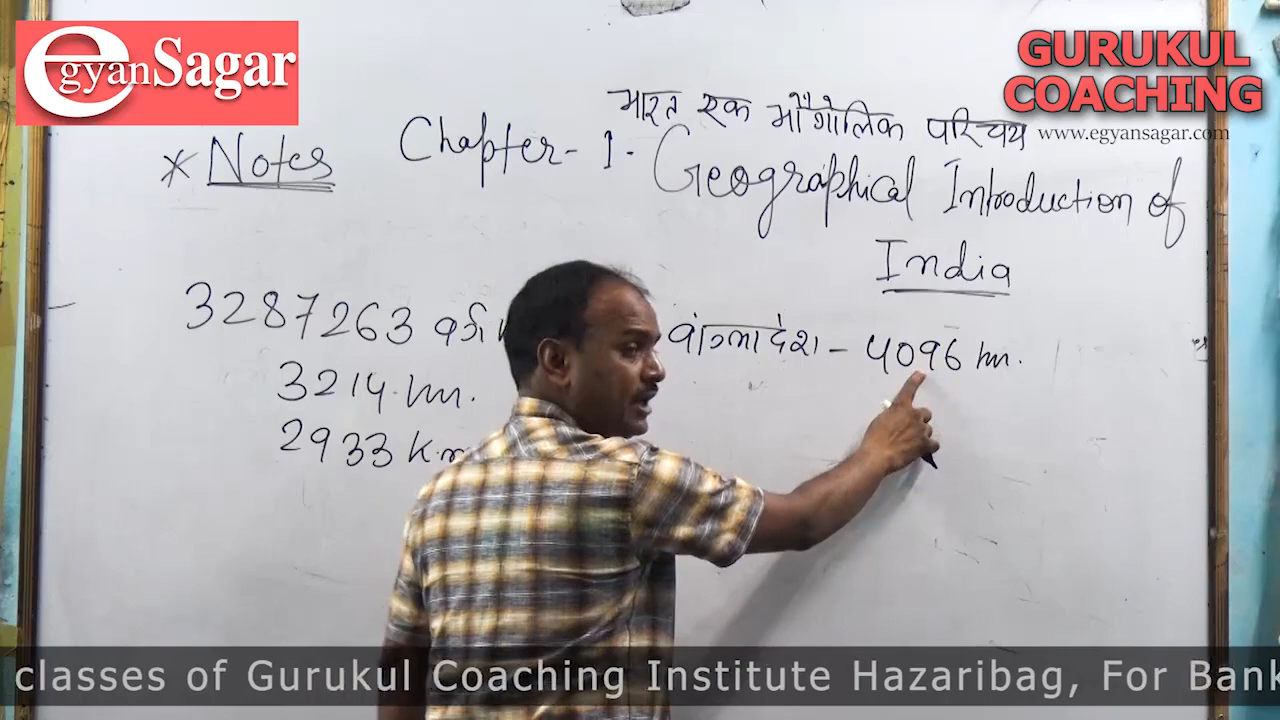 egyanSagar
GURUKUL
COACHING
www.egyansagar.com
भारत एक भौगोलिक परिचय
* Notes Chapter- 1. Geographical Introduction of
India
3287263 वर्ग
बांग्लादेश - 4096 km.
3214 km.
2933 K.m
classes of Gurukul Coaching Institute Hazaribag, For Bank